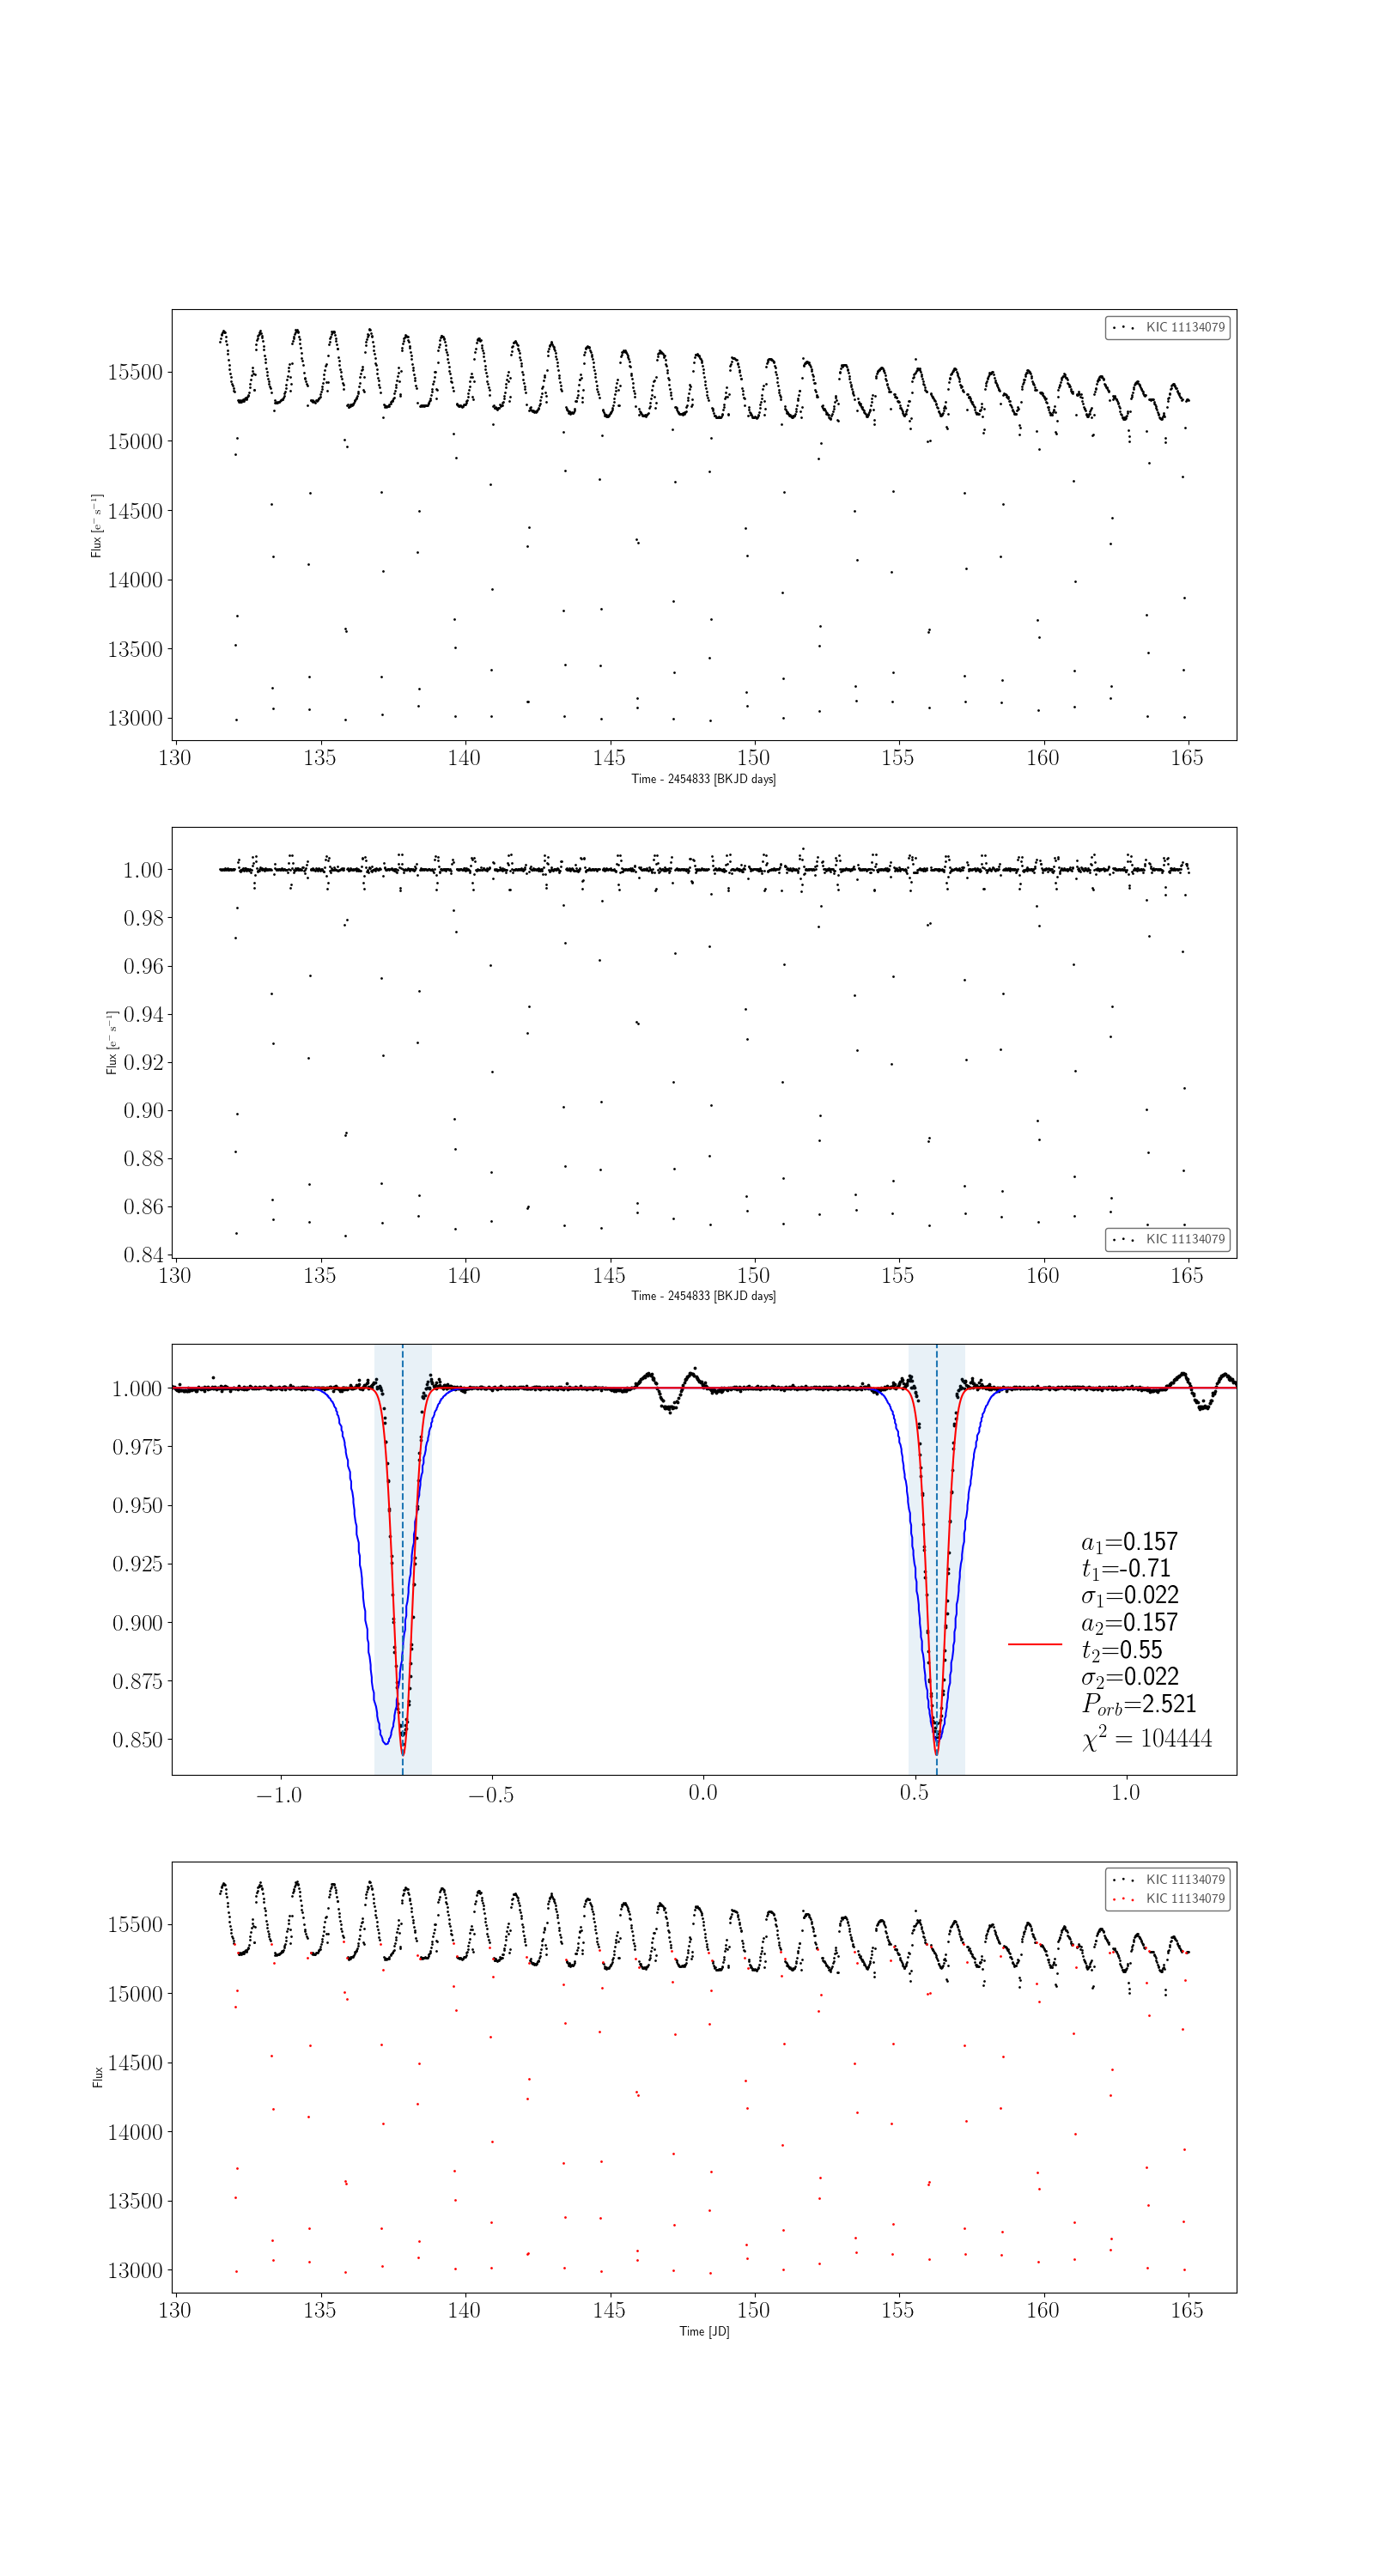 KIC 11134079
15500
15000
14500
14000
13500
13000
Flux [e⁻ s⁻¹]
130 135 140 145 150 155 160 165
Time - 2454833 [BKJD days]
1.00
0.98
0.96
0.94
0.92
0.90
0.88
0.86
0.84
Flux [e⁻ s⁻¹]
KIC 11134079
130 135 140 145 150 155 160 165
Time - 2454833 [BKJD days]
1.000
0.975
0.950
0.925
0.900
0.875
0.850
a₁=0.157
t₁=-0.71
σ₁=0.022
a₂=0.157
t₂=0.55
σ₂=0.022
P_orb=2.521
χ² = 104444
−1.0 −0.5 0.0 0.5 1.0
KIC 11134079
KIC 11134079
15500
15000
14500
14000
13500
13000
Flux
130 135 140 145 150 155 160 165
Time [JD]